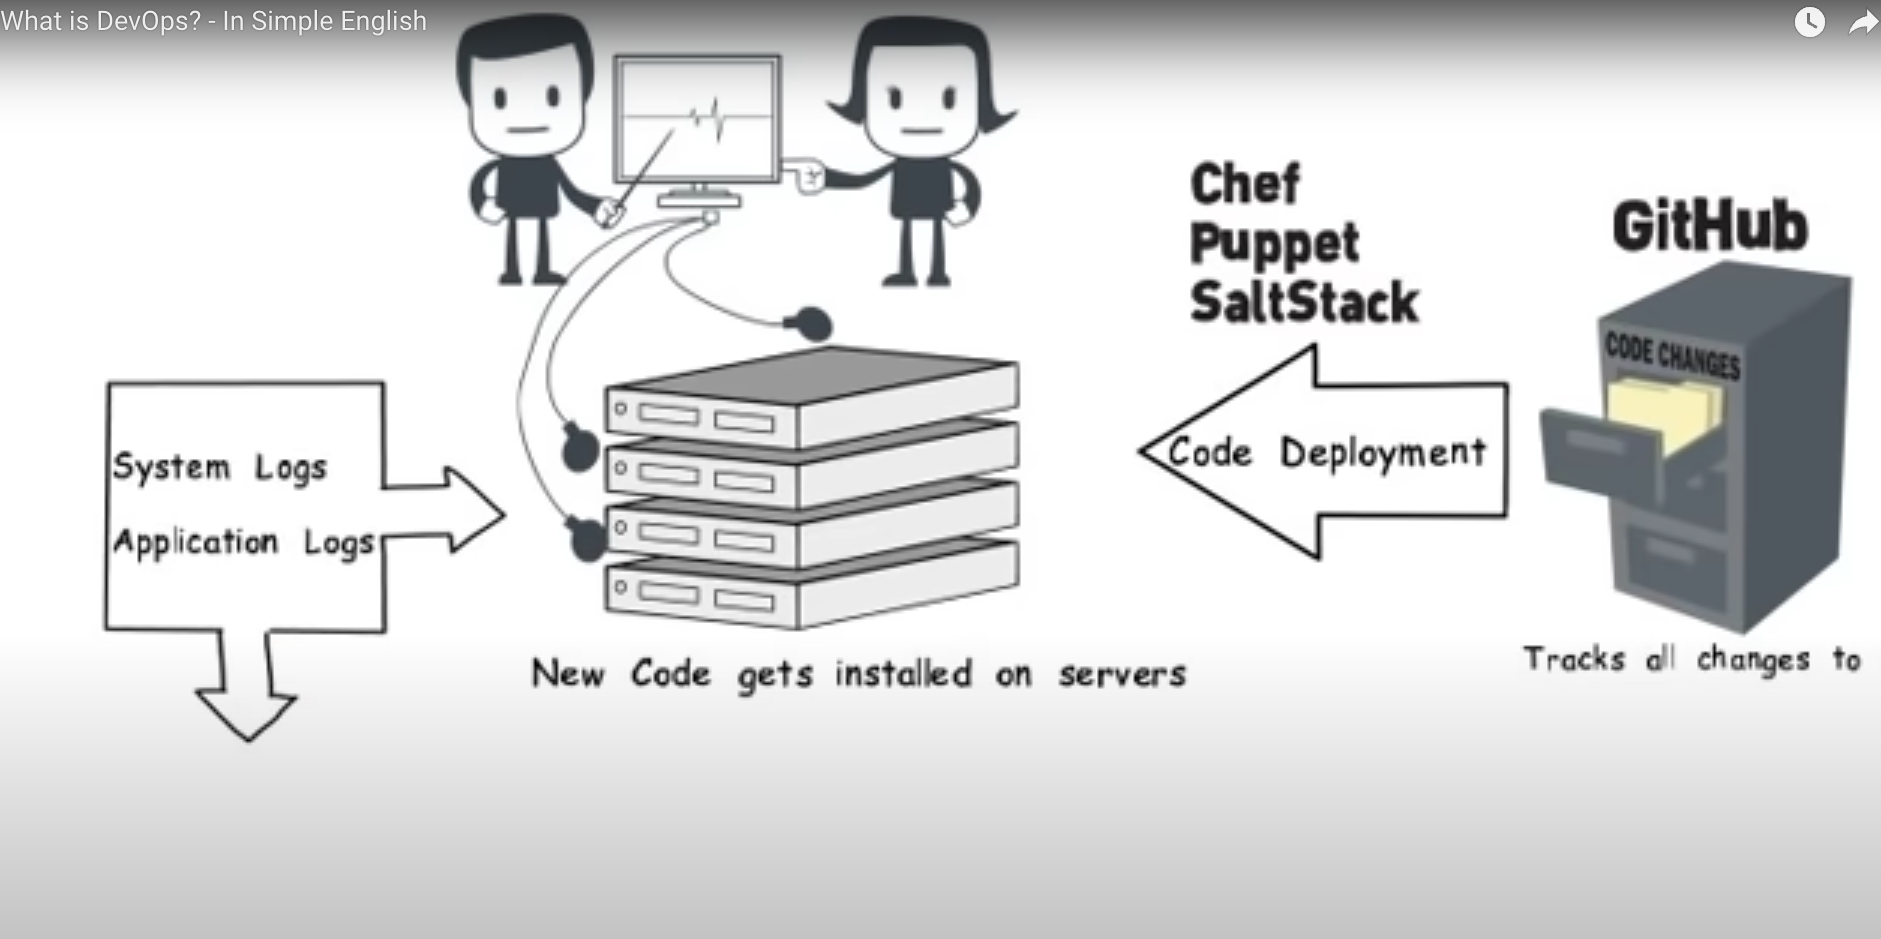 What is DevOps? - In Simple English
Chef
Puppet
SaltStack
GitHub
CODE CHANGES
System Logs
Application Logs
Code Deployment
New Code gets installed on servers
Tracks all changes to